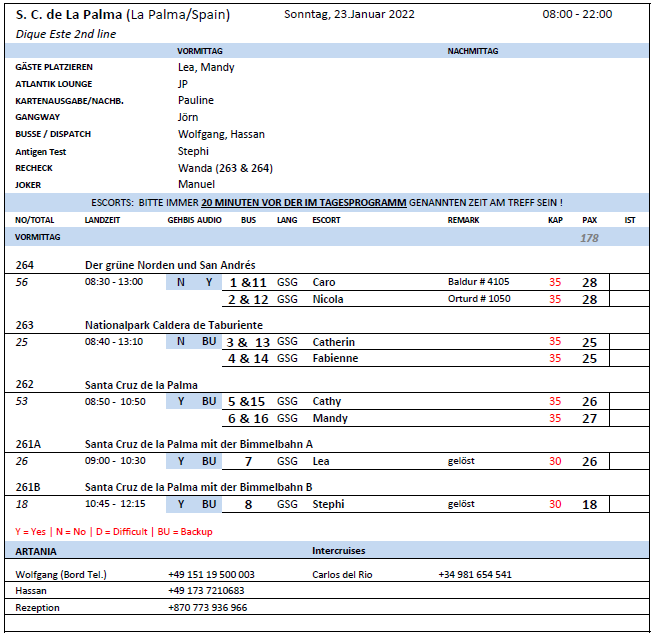 S. C. de La Palma (La Palma/Spain) Sonntag, 23.Januar 2022 08:00 - 22:00
Dique Este 2nd line
VORMITTAG NACHMITTAG
GÄSTE PLATZIEREN Lea, Mandy
ATLANTIK LOUNGE JP
KARTENAUSGABE/NACHB. Pauline
GANGWAY Jörn
BUSSE / DISPATCH Wolfgang, Hassan
Antigen Test Stephi
RECHECK Wanda (263 & 264)
JOKER Manuel
ESCORTS: BITTE IMMER 20 MINUTEN VOR DER IM TAGESPROGRAMM GENANNTEN ZEIT AM TREFF SEIN !
NO/TOTAL LANDZEIT GEHBIS AUDIO BUS LANG ESCORT REMARK KAP PAX IST
VORMITTAG 178
264 Der grüne Norden und San Andrés
56 08:30 - 13:00 N Y 1 &11 GSG Caro Baldur # 4105 35 28
2 & 12 GSG Nicola Orturd # 1050 35 28
263 Nationalpark Caldera de Taburiente
25 08:40 - 13:10 N BU 3 & 13 GSG Catherin 35 25
4 & 14 GSG Fabienne 35 25
262 Santa Cruz de la Palma
53 08:50 - 10:50 Y BU 5 &15 GSG Cathy 35 26
6 & 16 GSG Mandy 35 27
261A Santa Cruz de la Palma mit der Bimmelbahn A
26 09:00 - 10:30 Y BU 7 GSG Lea gelöst 30 26
261B Santa Cruz de la Palma mit der Bimmelbahn B
18 10:45 - 12:15 Y BU 8 GSG Stephi gelöst 30 18
Y = Yes | N = No | D = Difficult | BU = Backup
ARTANIA Intercruises
Wolfgang (Bord Tel.) +49 151 19 500 003 Carlos del Rio +34 981 654 541
Hassan +49 173 7210683
Rezeption +870 773 936 966